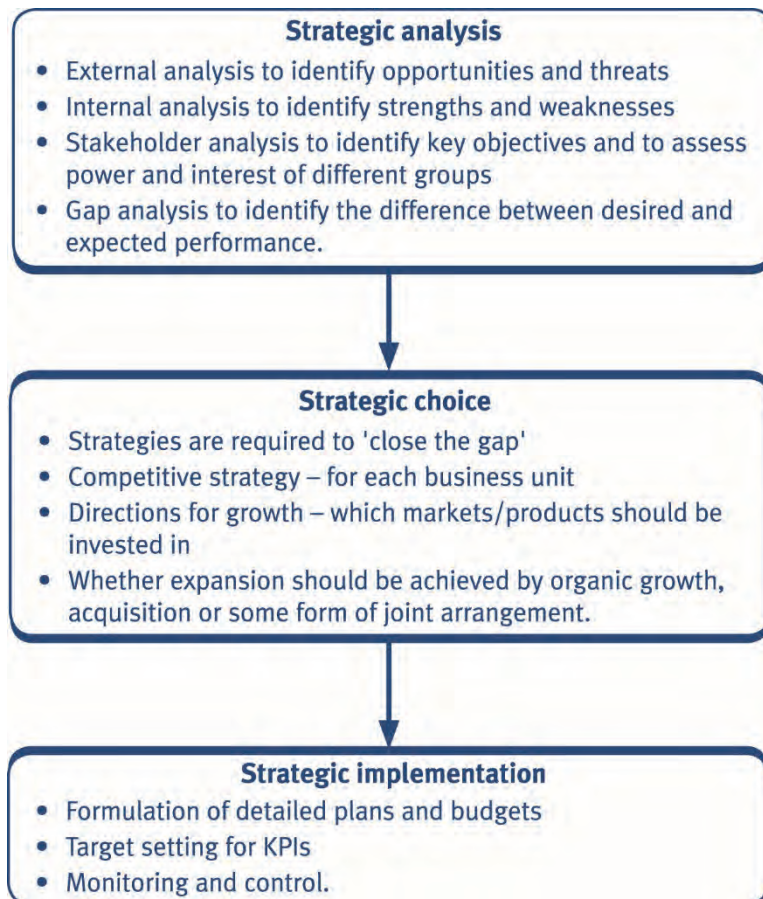 Strategic analysis
• External analysis to identify opportunities and threats
• Internal analysis to identify strengths and weaknesses
• Stakeholder analysis to identify key objectives and to assess
power and interest of different groups
• Gap analysis to identify the difference between desired and
expected performance.
Strategic choice
• Strategies are required to 'close the gap'
• Competitive strategy – for each business unit
• Directions for growth – which markets/products should be
invested in
• Whether expansion should be achieved by organic growth,
acquisition or some form of joint arrangement.
Strategic implementation
• Formulation of detailed plans and budgets
• Target setting for KPIs
• Monitoring and control.